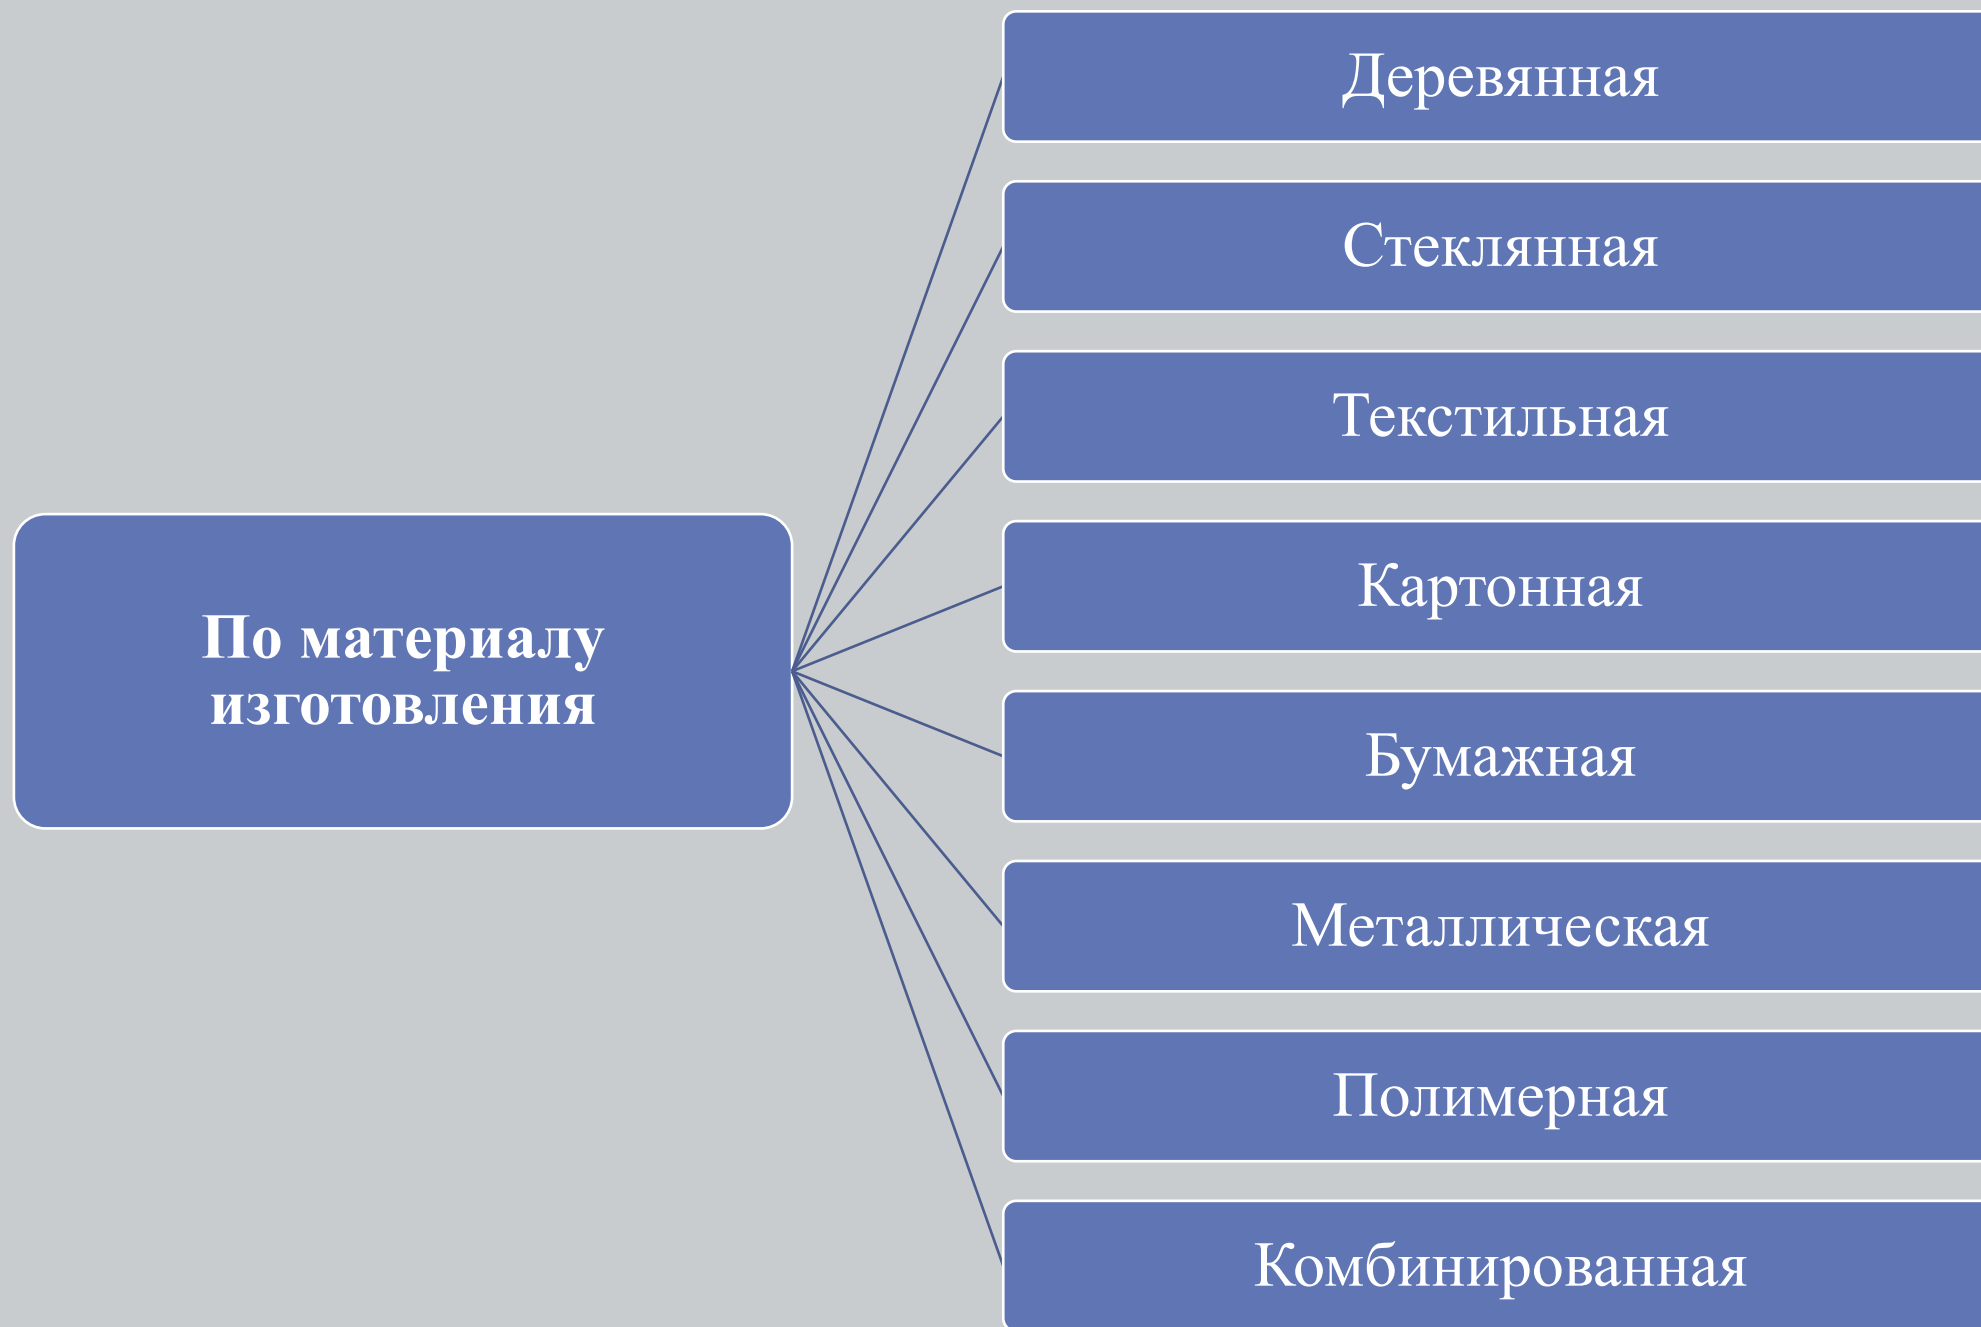 Деревянная
Стеклянная
Текстильная
Картонная
По материалу
изготовления
Бумажная
Металлическая
Полимерная
Комбинированная